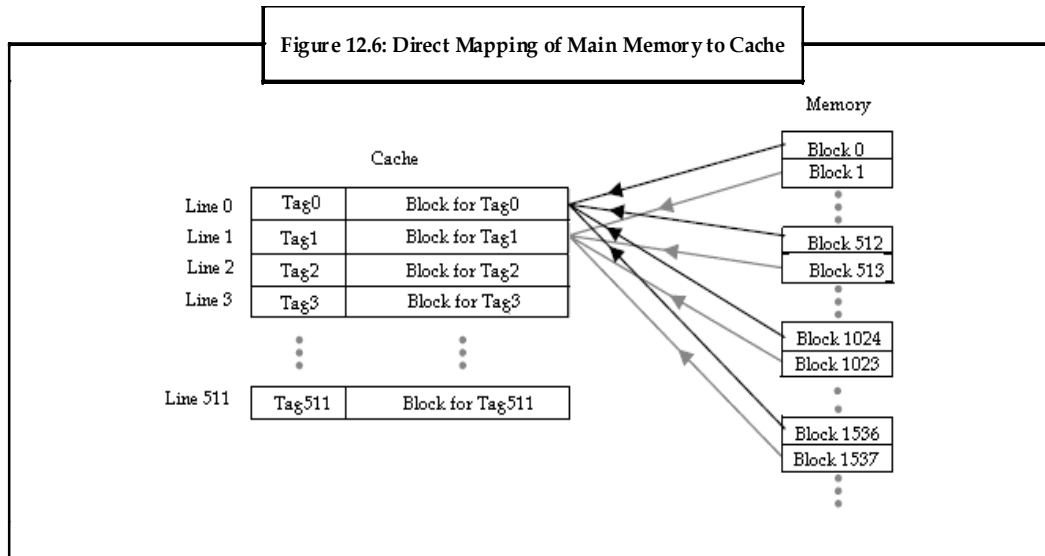 Figure 12.6: Direct Mapping of Main Memory to Cache
Memory
Cache
Block 0
Block 1
Line 0 Tag0 Block for Tag0
Line 1 Tag1 Block for Tag1
Line 2 Tag2 Block for Tag2
Line 3 Tag3 Block for Tag3
Line 511 Tag511 Block for Tag511
Block 512
Block 513
Block 1024
Block 1023
Block 1536
Block 1537